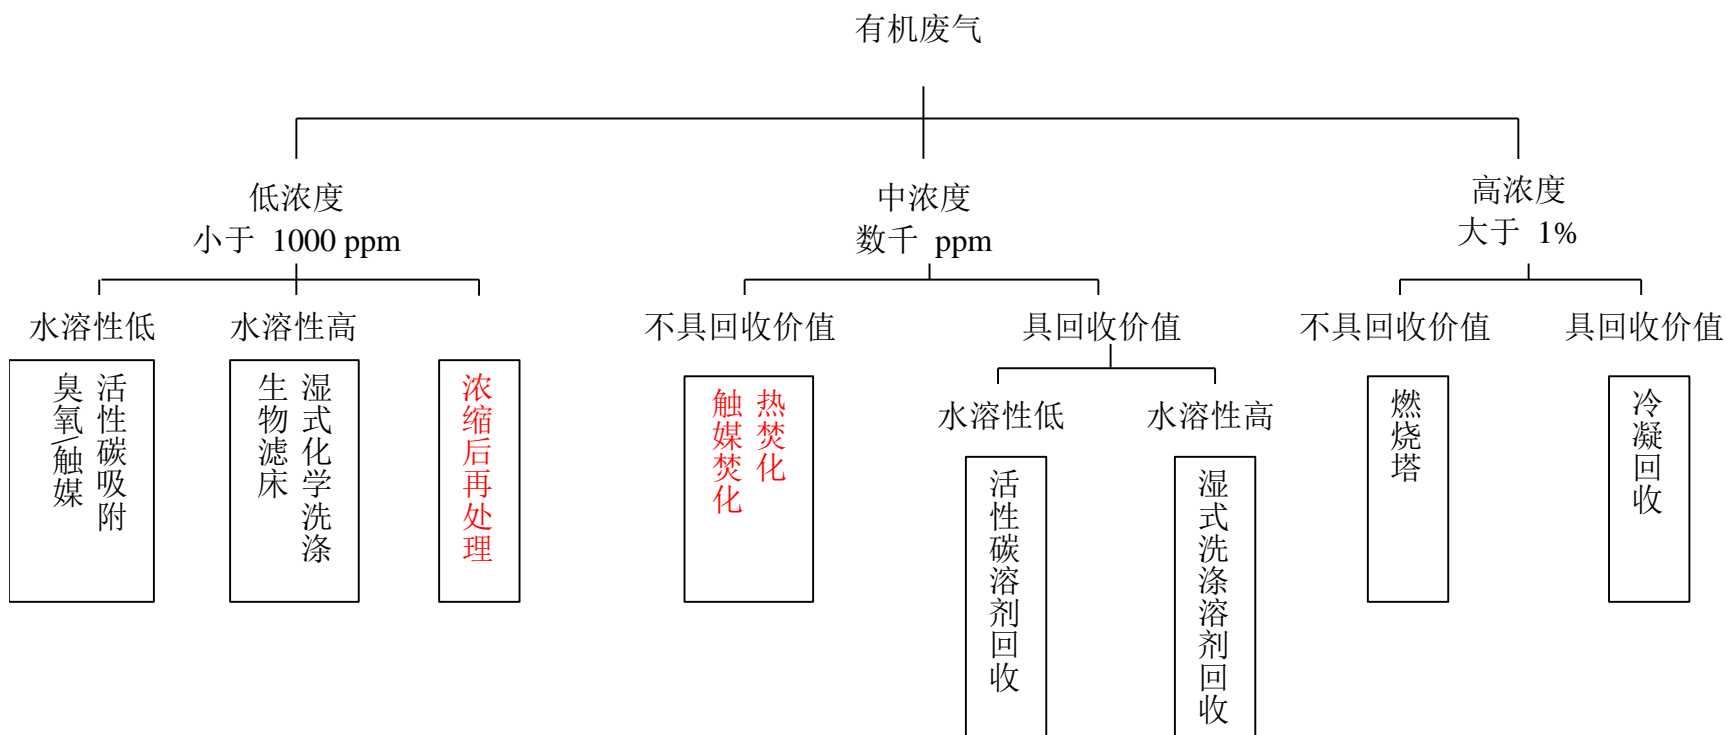 有机废气
低浓度
小于 1000 ppm
中浓度
数千 ppm
高浓度
大于 1%
水溶性低
水溶性高
不具回收价值
具回收价值
不具回收价值
具回收价值
活性碳吸附
臭氧/触媒
湿式化学洗涤
生物滤床
浓缩后再处理
热焚化
触媒焚化
水溶性低
水溶性高
活性碳溶剂回收
湿式洗涤溶剂回收
燃烧塔
冷凝回收